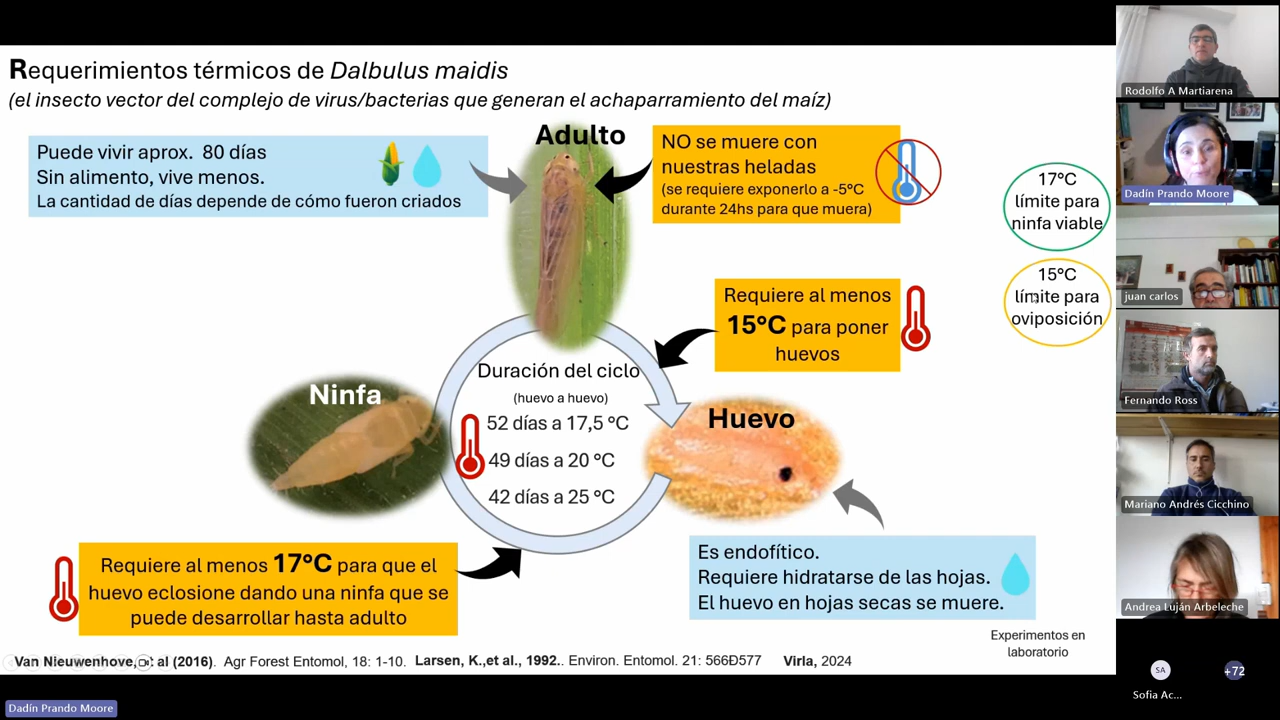 Requerimientos térmicos de Dalbulus maidis
(el insecto vector del complejo de virus/bacterias que generan el achaparramiento del maíz)
Adulto
Puede vivir aprox. 80 días
Sin alimento, vive menos.
La cantidad de días depende de cómo fueron criados
NO se muere con
nuestras heladas
(se requiere exponerlo a -5°C
durante 24hs para que muera)
17°C
límite para
ninfa viable
15°C
límite para
oviposición
Requiere al menos
15°C para poner
huevos
Duración del ciclo
(huevo a huevo)
52 días a 17,5 ºC
49 días a 20 ºC
42 días a 25 ºC
Ninfa
Huevo
Requiere al menos 17°C para que el
huevo eclosione dando una ninfa que se
puede desarrollar hasta adulto
Es endofítico.
Requiere hidratarse de las hojas.
El huevo en hojas secas se muere.
Experimentos en
laboratorio
Van Nieuwenhove, et al (2016). Agr Forest Entomol, 18: 1-10. Larsen, K.,et al., 1992.. Environ. Entomol. 21: 566Ð577 Virla, 2024
Dadín Prando Moore
Rodolfo A Martiarena
Dadín Prando Moore
juan carlos
Fernando Ross
Mariano Andrés Cicchino
Andrea Luján Arbeleche
SA
+72
Sofia Ac...